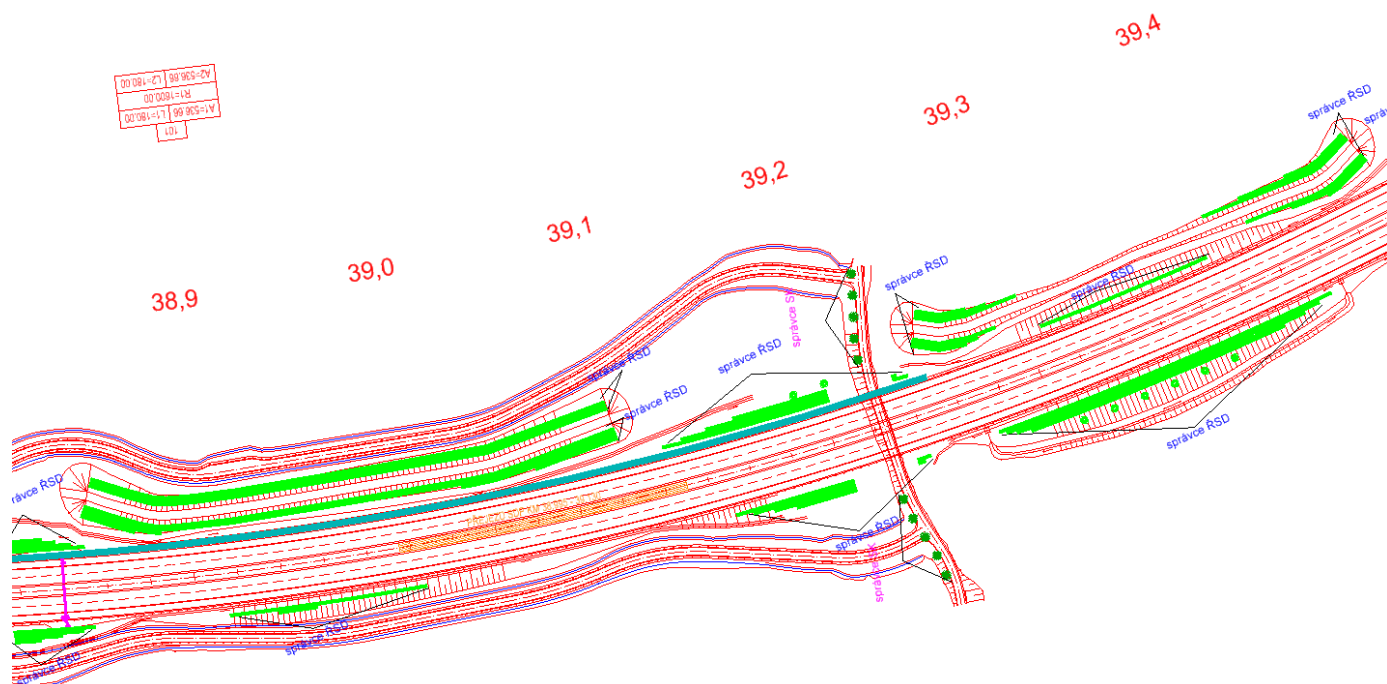 39,4
39,3
39,2
39,1
39,0
38,9
A2=536.66 L2=180.00
R1=1600.00
A1=536.66 L1=180.00
101
správce ŘSD
správce ŘSD
správce ŘSD
správce ŘSD
správce ŘSD
správce ŘSD
správce ŘSD
správce ŘSD
správce ŘSD
správce ŘSD